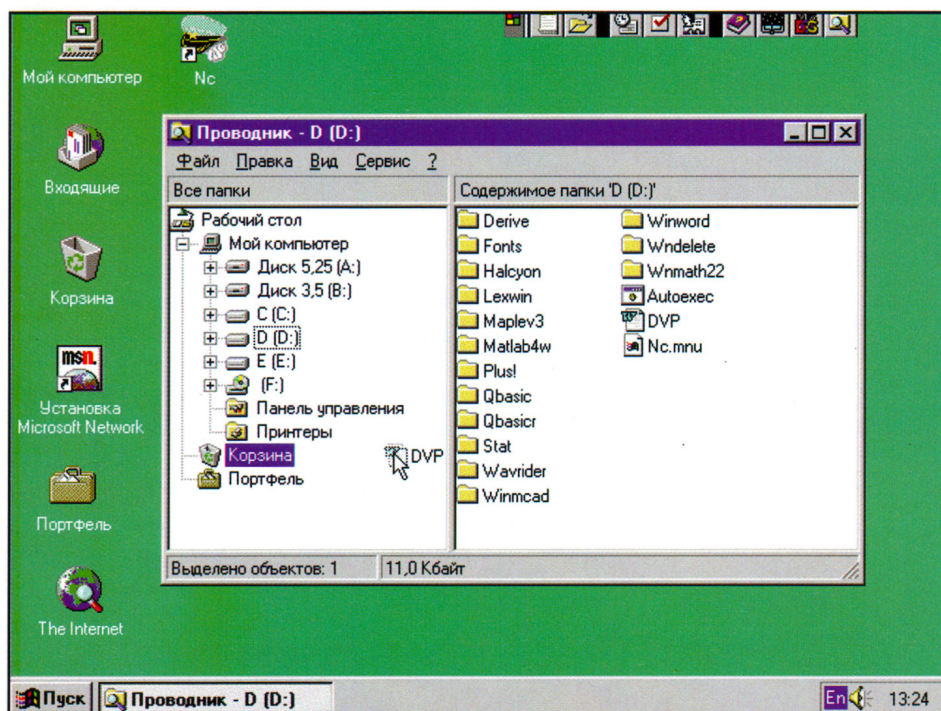 Мой компьютер
Nc
Входящие
Корзина
msn.
Установка
Microsoft Network
Портфель
The Internet
Проводник - D (D:)
Файл Правка Вид Сервис ?
Все папки
Содержимое папки 'D (D:)'
Рабочий стол
Мой компьютер
Диск 5,25 (A:)
Диск 3,5 (B:)
C (C:)
D (D:)
E (E:)
(F:)
Панель управления
Принтеры
Корзина
Портфель
DVP
Derive
Fonts
Halcyon
Lexwin
Maplev3
Matlab4w
Plus!
Qbasic
Qbasicr
Stat
Wavrider
Winmcad
Winword
Wndelete
Wnmath22
Autoexec
DVP
Nc.mnu
Выделено объектов: 1
11,0 Кбайт
Пуск
Проводник - D (D:)
En
13:24